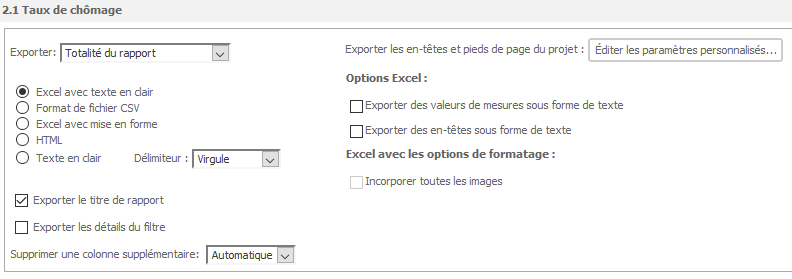 2.1 Taux de chômage
Exporter: Totalité du rapport
Excel avec texte en clair
Format de fichier CSV
Excel avec mise en forme
HTML
Texte en clair Délimiteur : Virgule
Exporter le titre de rapport
Exporter les détails du filtre
Supprimer une colonne supplémentaire: Automatique
Exporter les en-têtes et pieds de page du projet : Éditer les paramètres personnalisés...
Options Excel :
Exporter des valeurs de mesures sous forme de texte
Exporter des en-têtes sous forme de texte
Excel avec les options de formatage :
Incorporer toutes les images